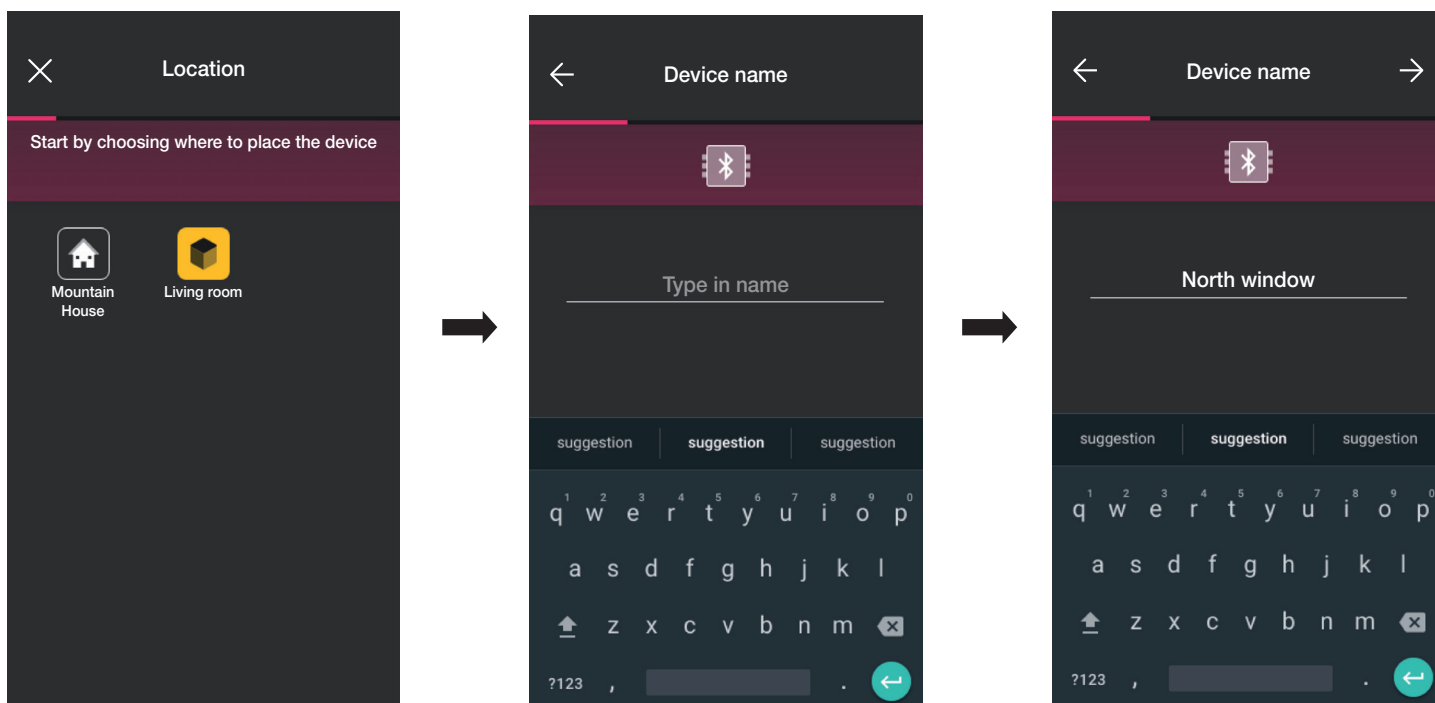 Location
Start by choosing where to place the device
Mountain
House
Living room
Device name
Type in name
suggestion suggestion suggestion
1 2 3 4 5 6 7 8 9 0
q w e r t y u i o p
a s d f g h j k l
z x c v b n m
?123 , .
Device name
North window
suggestion suggestion suggestion
1 2 3 4 5 6 7 8 9 0
q w e r t y u i o p
a s d f g h j k l
z x c v b n m
?123 , .